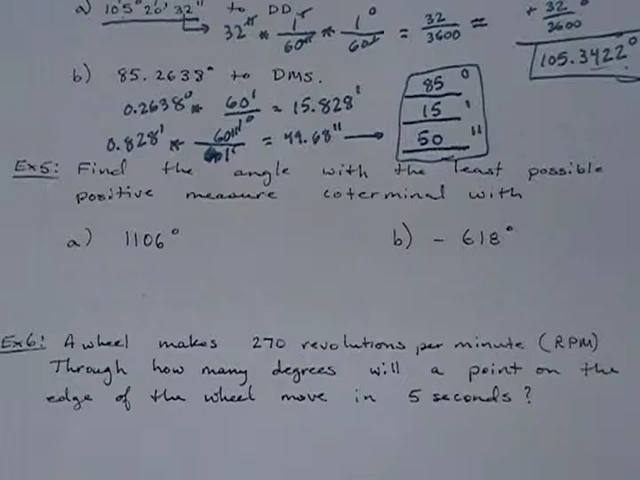 a) 105° 20' 32" to DD
32" * 1'/60" * 1°/60' = 32/3600 =
+ 32/3600 °
105.3422°
b) 85.2638° to DMS.
0.2638° * 60'/1° = 15.828'
0.828' * 60"/1' = 49.68" →
85 °
15 '
50 "
Ex5: Find the angle with the least possible
positive measure coterminal with
a) 1106°
b) - 618°
Ex6: A wheel makes 270 revolutions per minute (RPM)
Through how many degrees will a point on the
edge of the wheel move in 5 seconds?